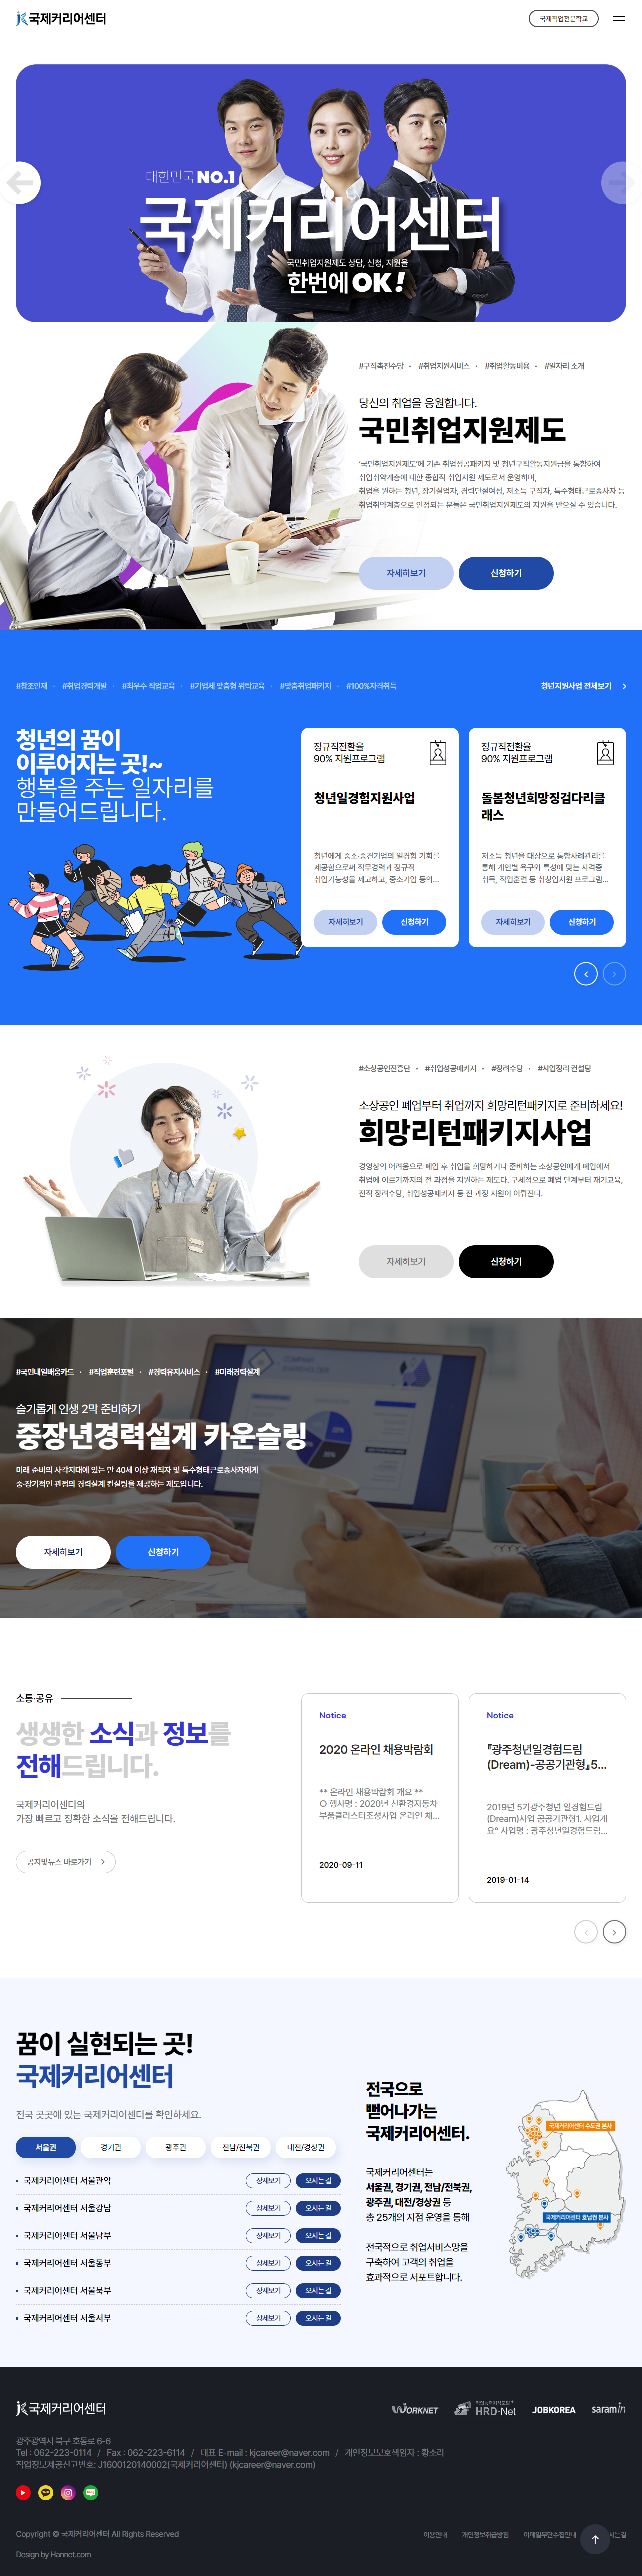 국제커리어센터
국제직업전문학교
대한민국 NO.1
국제커리어센터
국민취업지원제도 상담, 신청, 지원을
한번에 OK!
#구직촉진수당 · #취업지원서비스 · #취업활동비용 · #일자리 소개
당신의 취업을 응원합니다.
국민취업지원제도
'국민취업지원제도'에 기존 취업성공패키지 및 청년구직활동지원금을 통합하여
취업취약계층에 대한 종합적 취업지원 제도로서 운영하며,
취업을 원하는 청년, 장기실업자, 경력단절여성, 저소득 구직자, 특수형태근로종사자 등
취업취약계층으로 인정되는 분들은 국민취업지원제도의 지원을 받으실 수 있습니다.
자세히보기
신청하기
#창조인재 · #취업경력개발 · #최우수 직업교육 · #기업체 맞춤형 위탁교육 · #맞춤취업패키지 · #100%자격취득
청년지원사업 전체보기
청년의 꿈이
이루어지는 곳!~
행복을 주는 일자리를
만들어드립니다.
정규직전환율
90% 지원프로그램
청년일경험지원사업
청년에게 중소·중견기업의 일경험 기회를
제공함으로써 직무경력과 정규직
취업가능성을 제고하고, 중소기업 등의...
자세히보기
신청하기
정규직전환율
90% 지원프로그램
돌봄청년희망징검다리클
래스
저소득 청년을 대상으로 통합사례관리를
통해 개인별 욕구와 특성에 맞는 자격증
취득, 직업훈련 등 취창업지원 프로그램...
자세히보기
신청하기
#소상공인진흥단 · #취업성공패키지 · #장려수당 · #사업정리 컨설팅
소상공인 폐업부터 취업까지 희망리턴패키지로 준비하세요!
희망리턴패키지사업
경영상의 어려움으로 폐업 후 취업을 희망하거나 준비하는 소상공인에게 폐업에서
취업에 이르기까지의 전 과정을 지원하는 제도다. 구체적으로 폐업 단계부터 재기교육,
전직 장려수당, 취업성공패키지 등 전 과정 지원이 이뤄진다.
자세히보기
신청하기
#국민내일배움카드 · #직업훈련포털 · #경력유지서비스 · #미래경력설계
슬기롭게 인생 2막 준비하기
중장년경력설계 카운슬링
미래 준비의 사각지대에 있는 만 40세 이상 재직자 및 특수형태근로종사자에게
중·장기적인 관점의 경력설계 컨설팅을 제공하는 제도입니다.
자세히보기
신청하기
소통·공유
생생한 소식과 정보를
전해드립니다.
국제커리어센터의
가장 빠르고 정확한 소식을 전해드립니다.
공지및뉴스 바로가기
Notice
2020 온라인 채용박람회
** 온라인 채용박람회 개요 **
○ 행사명 : 2020년 친환경자동차
부품클러스터조성사업 온라인 채...
2020-09-11
Notice
『광주청년일경험드림
(Dream)-공공기관형』5...
2019년 5기광주청년 일경험드림
(Dream)사업 공공기관형1. 사업개
요° 사업명 : 광주청년일경험드림...
2019-01-14
꿈이 실현되는 곳!
국제커리어센터
전국 곳곳에 있는 국제커리어센터를 확인하세요.
서울권
경기권
광주권
전남/전북권
대전/경상권
국제커리어센터 서울관악 상세보기 오시는 길
국제커리어센터 서울강남 상세보기 오시는 길
국제커리어센터 서울남부 상세보기 오시는 길
국제커리어센터 서울동부 상세보기 오시는 길
국제커리어센터 서울북부 상세보기 오시는 길
국제커리어센터 서울서부 상세보기 오시는 길
전국으로
뻗어나가는
국제커리어센터.
국제커리어센터는
서울권, 경기권, 전남/전북권,
광주권, 대전/경상권 등
총 25개의 지점 운영을 통해
전국적으로 취업서비스망을
구축하여 고객의 취업을
효과적으로 서포트합니다.
국제커리어센터 수도권 본사
국제커리어센터 호남권 본사
국제커리어센터
WORKNET
직업능력지식포털
HRD-Net
JOBKOREA
saramin
광주광역시 북구 호동로 6-6
Tel : 062-223-0114 / Fax : 062-223-6114 / 대표 E-mail : kjcareer@naver.com / 개인정보보호책임자 : 황소라
직업정보제공신고번호: J1600120140002(국제커리어센터) (kjcareer@naver.com)
Copyright © 국제커리어센터 All Rights Reserved
이용안내
개인정보취급방침
이메일무단수집안내
시는길
Design by Hannet.com